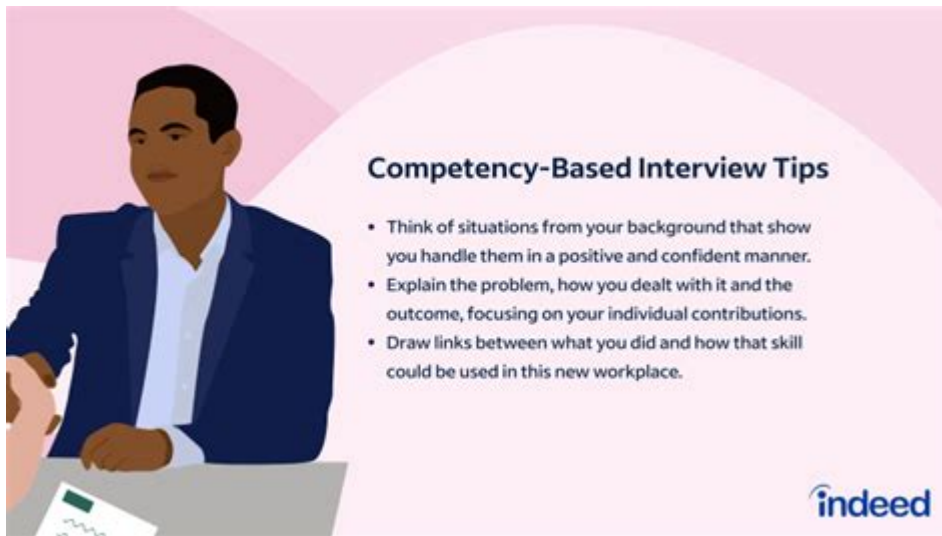 Competency-Based Interview Tips
• Think of situations from your background that show
you handle them in a positive and confident manner.
• Explain the problem, how you dealt with it and the
outcome, focusing on your individual contributions.
• Draw links between what you did and how that skill
could be used in this new workplace.
indeed